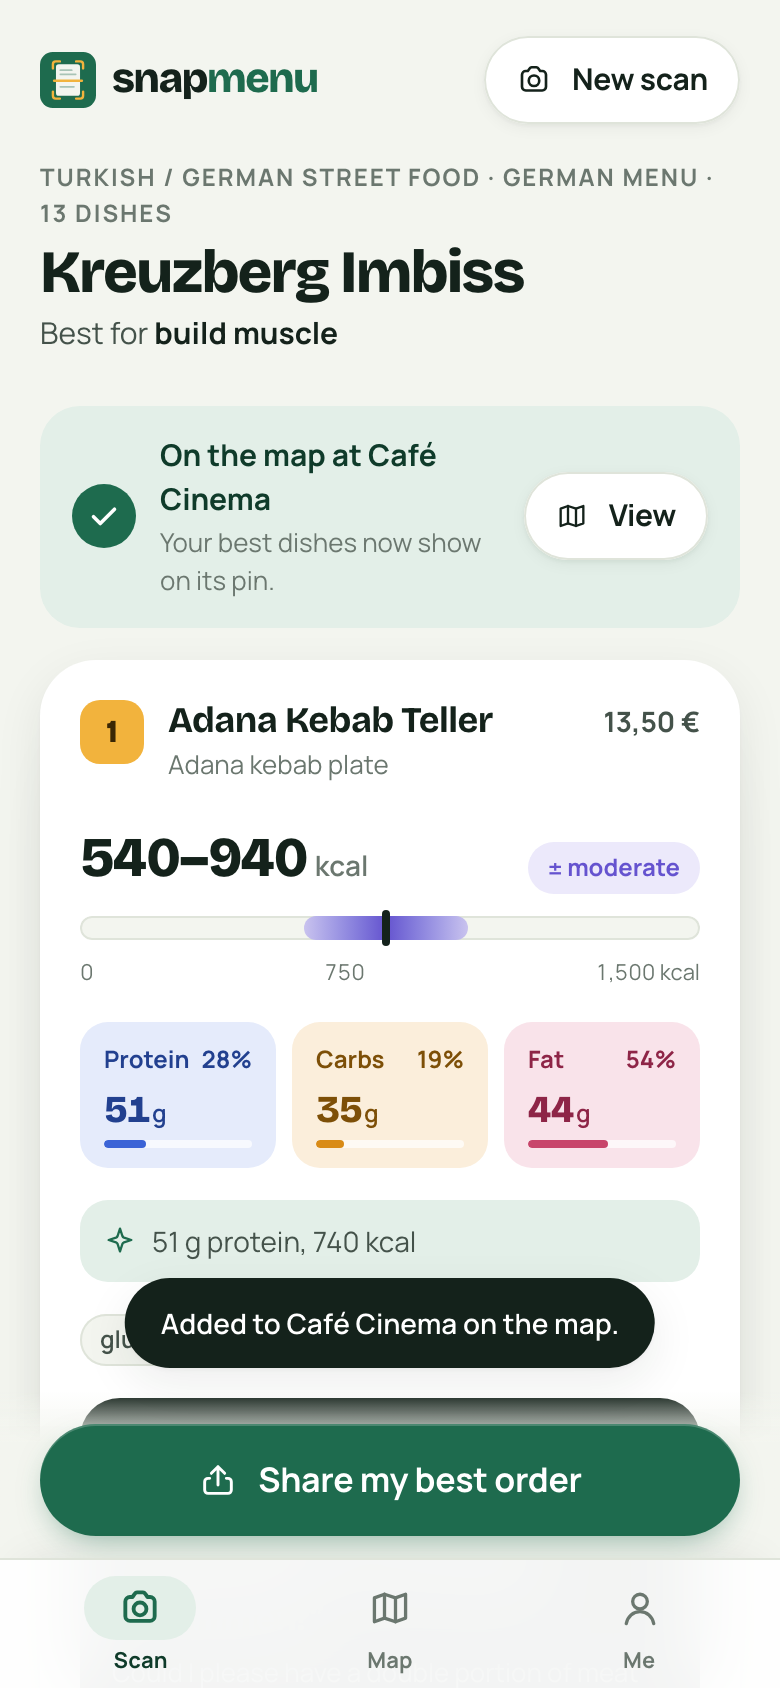 snapmenu
New scan
TURKISH / GERMAN STREET FOOD · GERMAN MENU ·
13 DISHES
Kreuzberg Imbiss
Best for build muscle
On the map at Café
Cinema
Your best dishes now show
on its pin.
View
1
Adana Kebab Teller
13,50 €
Adana kebab plate
540–940 kcal
± moderate
0
750
1,500 kcal
Protein 28%
51g
Carbs 19%
35g
Fat 54%
44g
51 g protein, 740 kcal
Added to Café Cinema on the map.
Share my best order
Scan
Map
Me